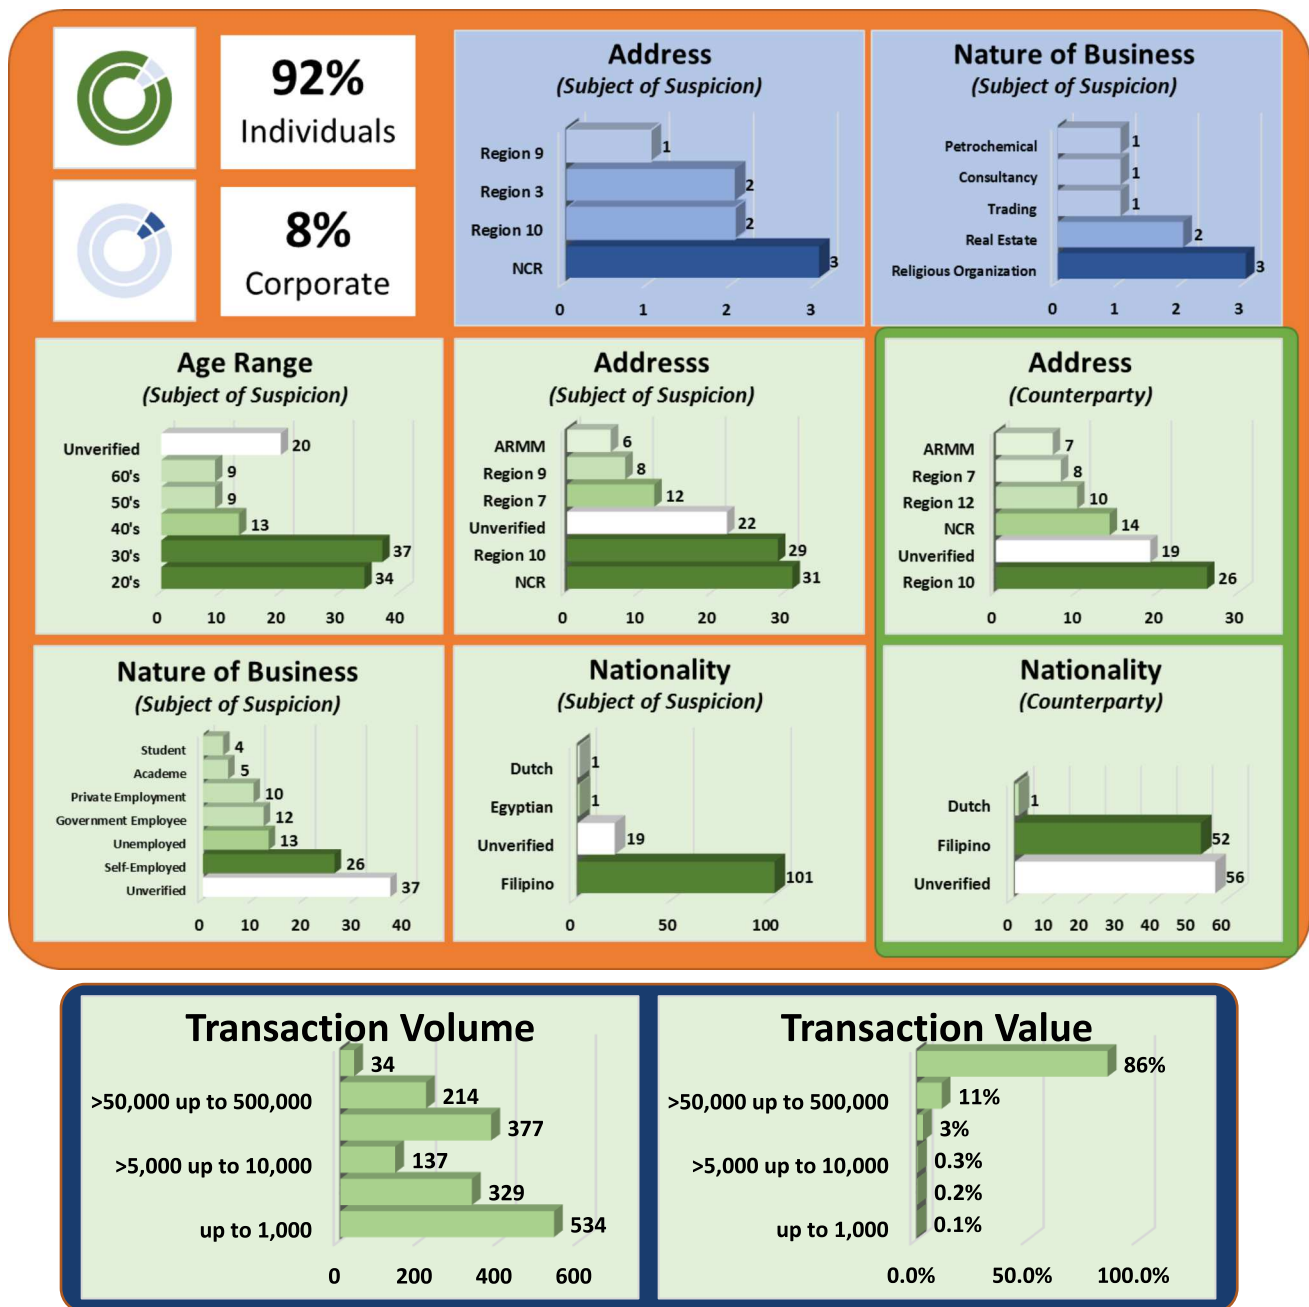 92%
Individuals
8%
Corporate
Address
(Subject of Suspicion)
Region 9
1
Region 3
2
Region 10
2
NCR
3
0 1 2 3
Nature of Business
(Subject of Suspicion)
Petrochemical
1
Consultancy
1
Trading
1
Real Estate
2
Religious Organization
3
0 1 2 3
Age Range
(Subject of Suspicion)
Unverified
20
60's
9
50's
9
40's
13
30's
37
20's
34
0 10 20 30 40
Addresss
(Subject of Suspicion)
ARMM
6
Region 9
8
Region 7
12
Unverified
22
Region 10
29
NCR
31
0 10 20 30
Address
(Counterparty)
ARMM
7
Region 7
8
Region 12
10
NCR
14
Unverified
19
Region 10
26
0 10 20 30
Nature of Business
(Subject of Suspicion)
Student
4
Academe
5
Private Employment
10
Government Employee
12
Unemployed
13
Self-Employed
26
Unverified
37
0 10 20 30 40
Nationality
(Subject of Suspicion)
Dutch
1
Egyptian
1
Unverified
19
Filipino
101
0 50 100
Nationality
(Counterparty)
Dutch
1
Filipino
52
Unverified
56
0 10 20 30 40 50 60
Transaction Volume
34
>50,000 up to 500,000
214
377
>5,000 up to 10,000
137
329
up to 1,000
534
0 200 400 600
Transaction Value
86%
>50,000 up to 500,000
11%
3%
>5,000 up to 10,000
0.3%
0.2%
up to 1,000
0.1%
0.0% 50.0% 100.0%